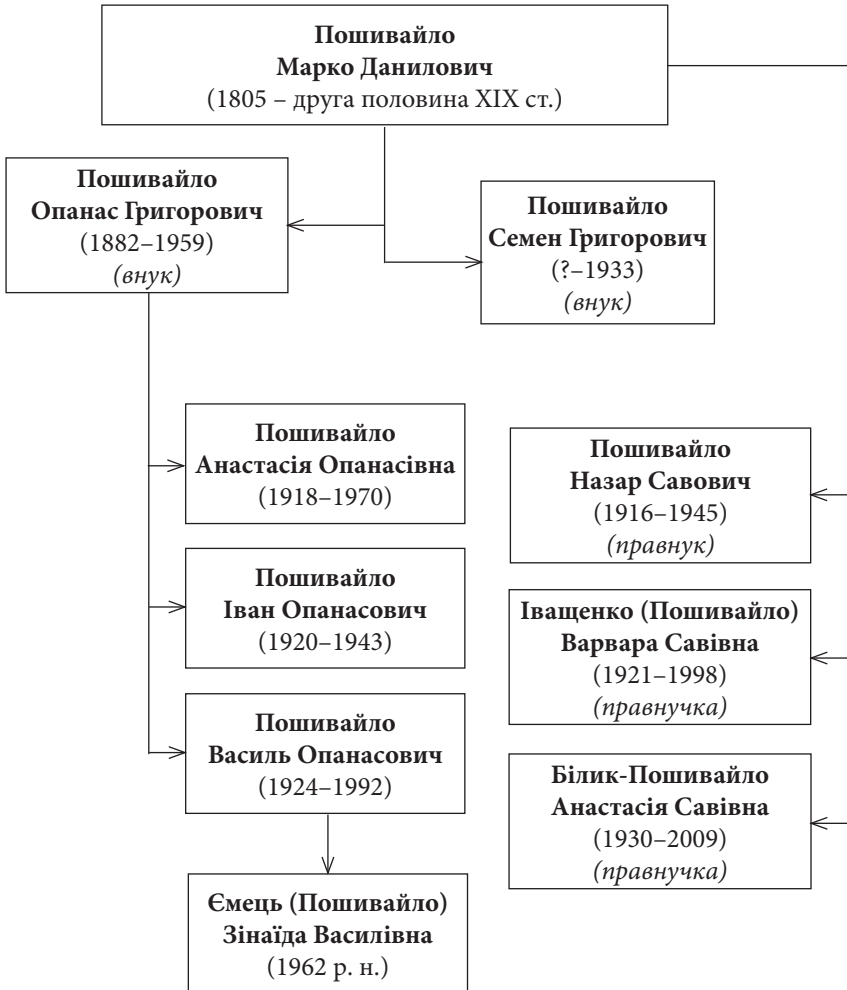 Пошивайло
Марко Данилович
(1805 – друга половина XIX ст.)
Пошивайло
Опанас Григорович
(1882–1959)
(внук)
Пошивайло
Семен Григорович
(?–1933)
(внук)
Пошивайло
Анастасія Опанасівна
(1918–1970)
Пошивайло
Іван Опанасович
(1920–1943)
Пошивайло
Василь Опанасович
(1924–1992)
Ємець (Пошивайло)
Зінаїда Василівна
(1962 р. н.)
Пошивайло
Назар Савович
(1916–1945)
(правнук)
Іващенко (Пошивайло)
Варвара Савівна
(1921–1998)
(правнучка)
Білик-Пошивайло
Анастасія Савівна
(1930–2009)
(правнучка)